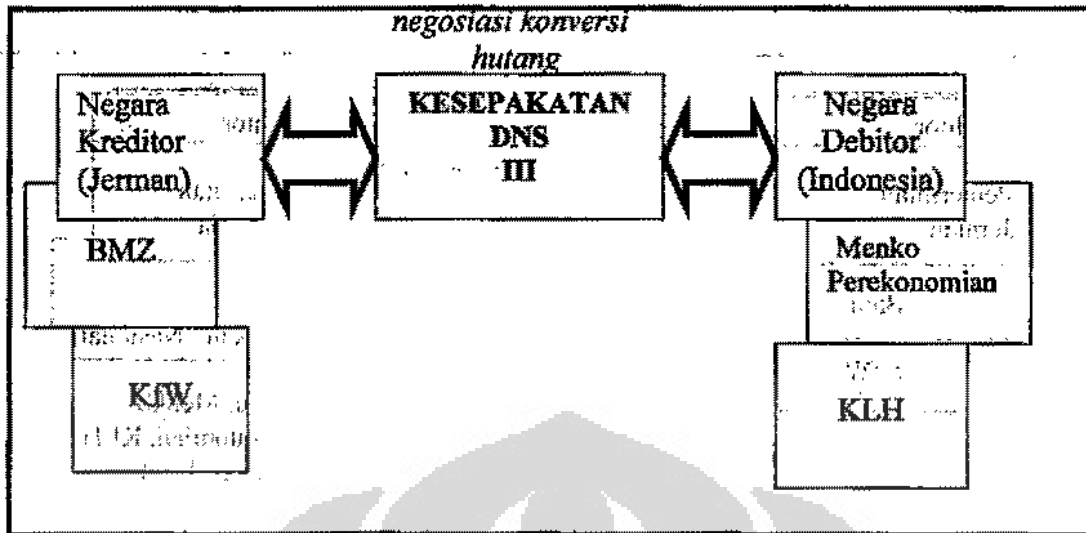 negosiasi konversi
hutang
Negara
Kreditor
(Jerman)
KESEPAKATAN
DNS
III
Negara
Debitor
(Indonesia)
BMZ
Menko
Perekonomian
KfW
KLH